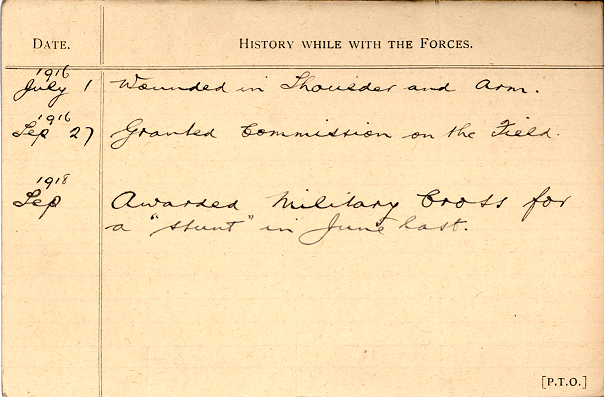 DATE. HISTORY WHILE WITH THE FORCES.
1916
July 1 Wounded in Shoulder and Arm.
1916
Sep 27 Granted Commission on the Field.
1918
Sep Awarded Military Cross for
a "stunt" in June last.
[P.T.O.]